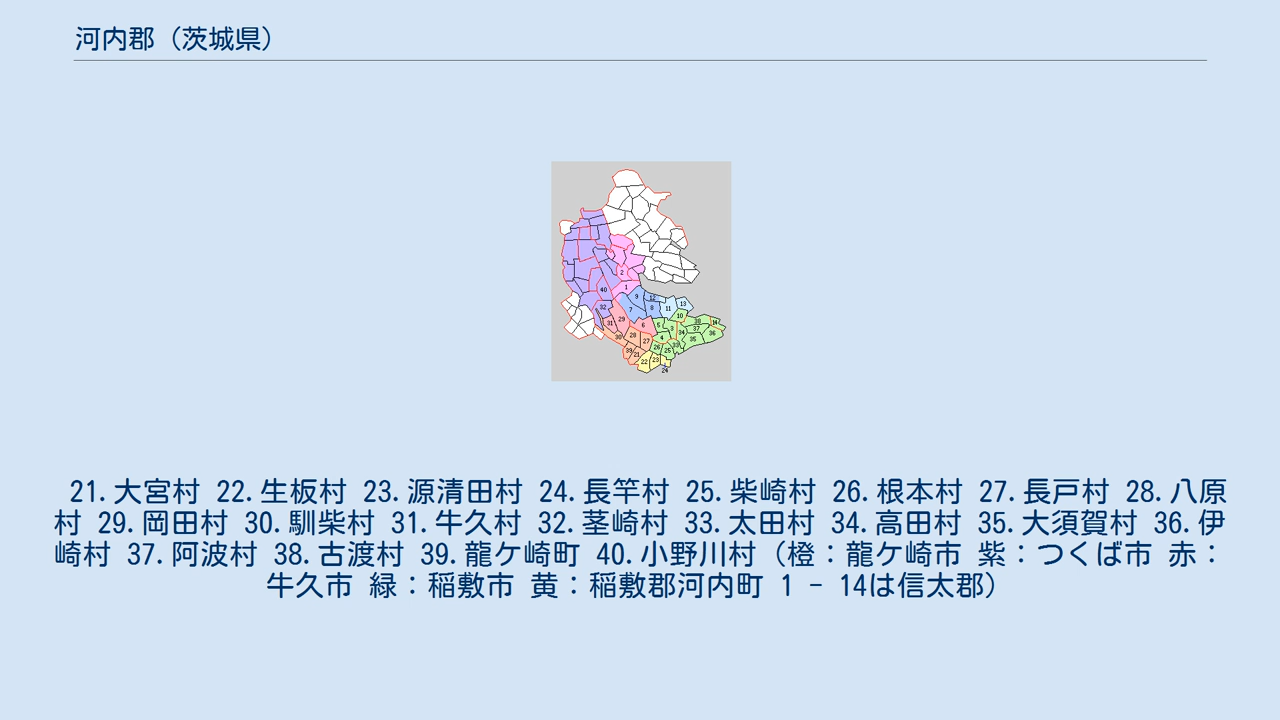 河内郡（茨城県）
21.大宮村 22.生板村 23.源清田村 24.長竿村 25.柴崎村 26.根本村 27.長戸村 28.八原
村 29.岡田村 30.馴柴村 31.牛久村 32.茎崎村 33.太田村 34.高田村 35.大須賀村 36.伊
崎村 37.阿波村 38.古渡村 39.龍ケ崎町 40.小野川村（橙：龍ケ崎市 紫：つくば市 赤：
牛久市 緑：稲敷市 黄：稲敷郡河内町 1 - 14は信太郡）